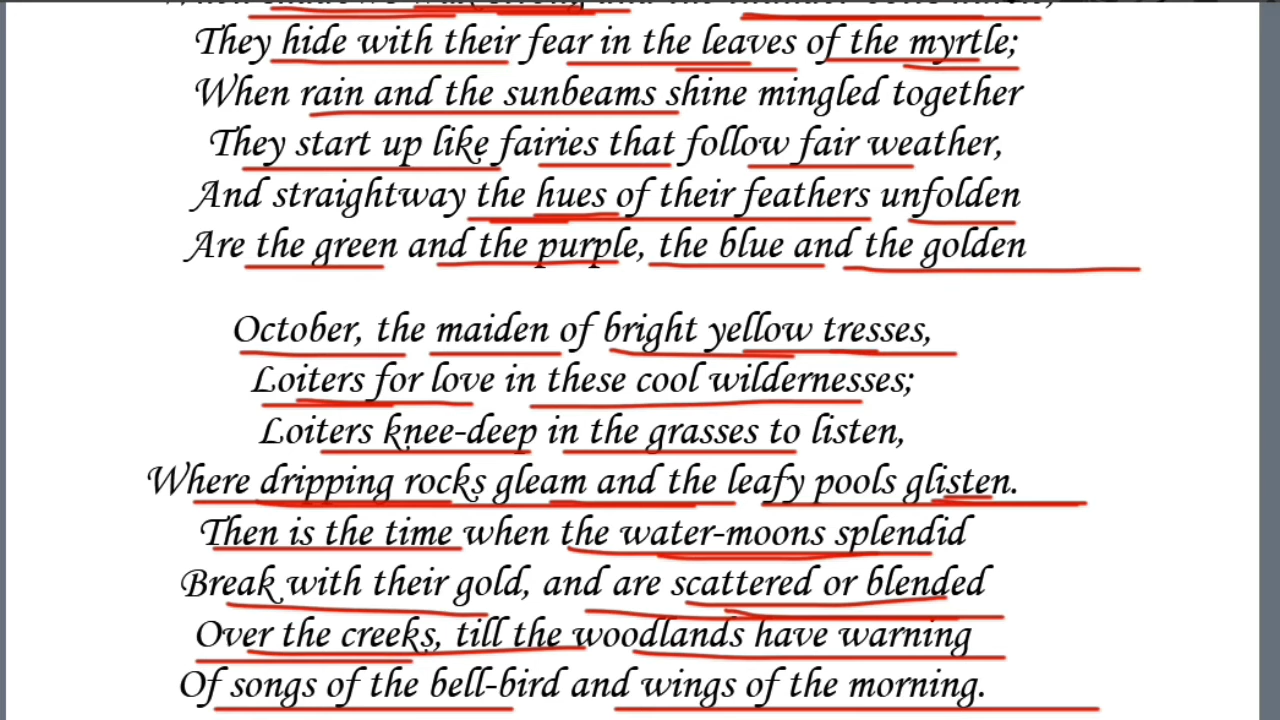 and the
They hide with their fear in the leaves of the myrtle;
When rain and the sunbeams shine mingled together
They start up like fairies that follow fair weather,
And straightway the hues of their feathers unfolden
Are the green and the purple, the blue and the golden
October, the maiden of bright yellow tresses,
Loiters for love in these cool wildernesses;
Loiters knee-deep in the grasses to listen,
Where dripping rocks gleam and the leafy pools glisten.
Then is the time when the water-moons splendid
Break with their gold, and are scattered or blended
Over the creeks, till the woodlands have warning
Of songs of the bell-bird and wings of the morning.